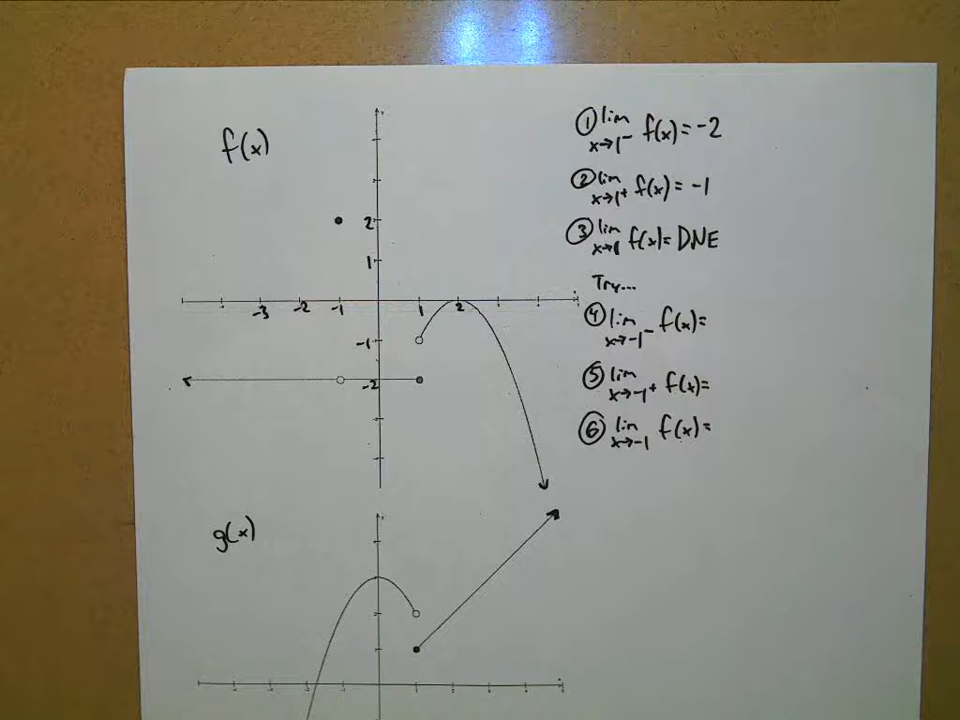 f(x)
2
1
-3 -2 -1 1 2
-1
-2
① lim x→1⁻ f(x) = -2
② lim x→1⁺ f(x) = -1
③ lim x→1 f(x) = DNE
Try...
④ lim x→-1⁻ f(x) =
⑤ lim x→-1⁺ f(x) =
⑥ lim x→-1 f(x) =
g(x)